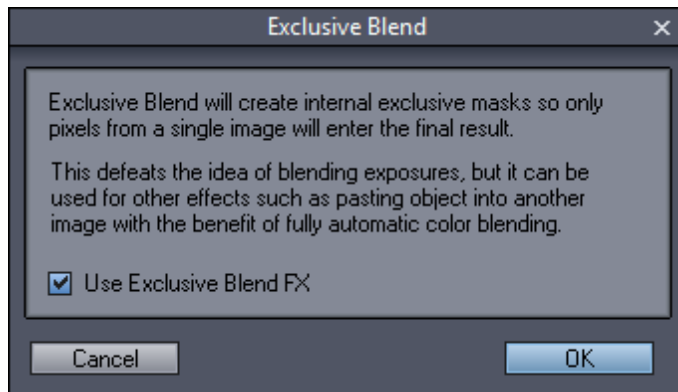 Exclusive Blend
Exclusive Blend will create internal exclusive masks so only
pixels from a single image will enter the final result.
This defeats the idea of blending exposures, but it can be
used for other effects such as pasting object into another
image with the benefit of fully automatic color blending.
Use Exclusive Blend FX
Cancel
OK